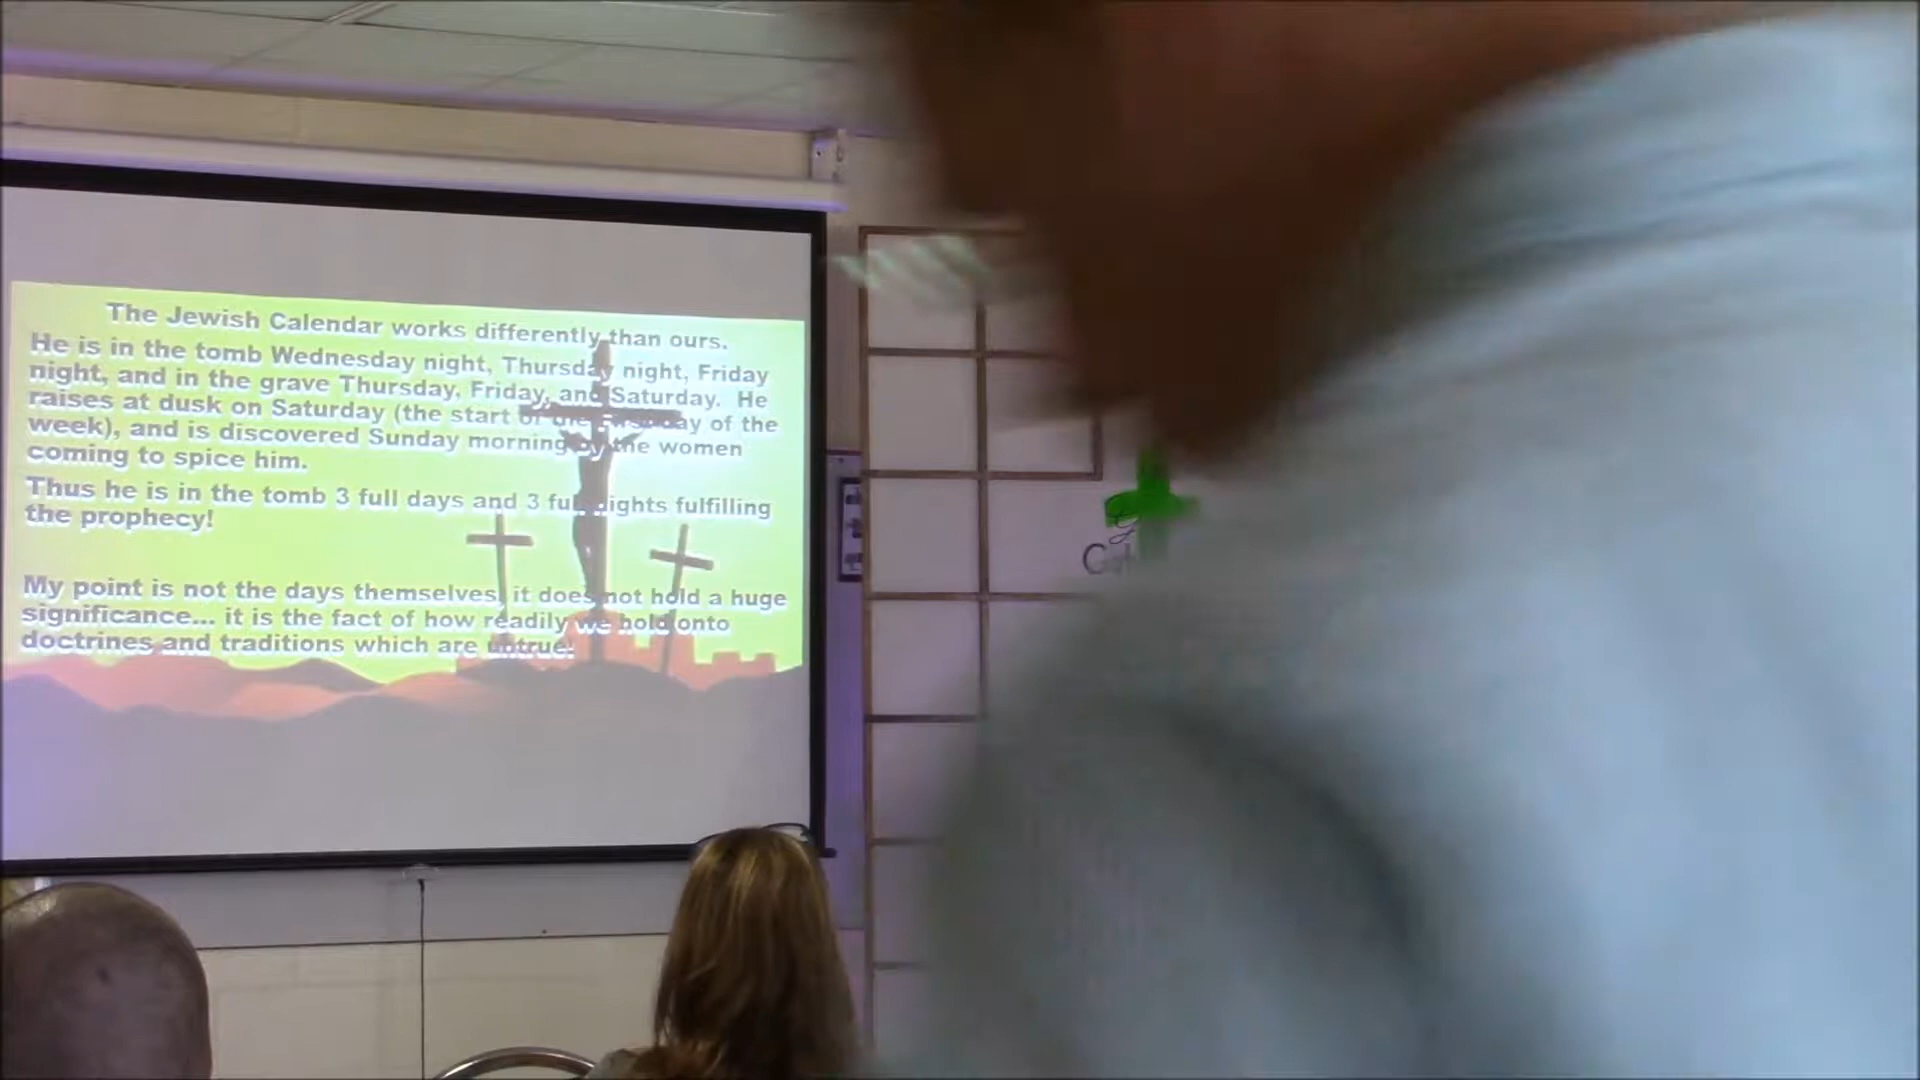 The Jewish Calendar works differently than ours.
He is in the tomb Wednesday night, Thursday night, Friday
night, and in the grave Thursday, Friday, and Saturday. He
raises at dusk on Saturday (the start of the First day of the
week), and is discovered Sunday morning by the women
coming to spice him.
Thus he is in the tomb 3 full days and 3 full nights fulfilling
the prophecy!
My point is not the days themselves, it does not hold a huge
significance... it is the fact of how readily we hold onto
doctrines and traditions which are untrue!